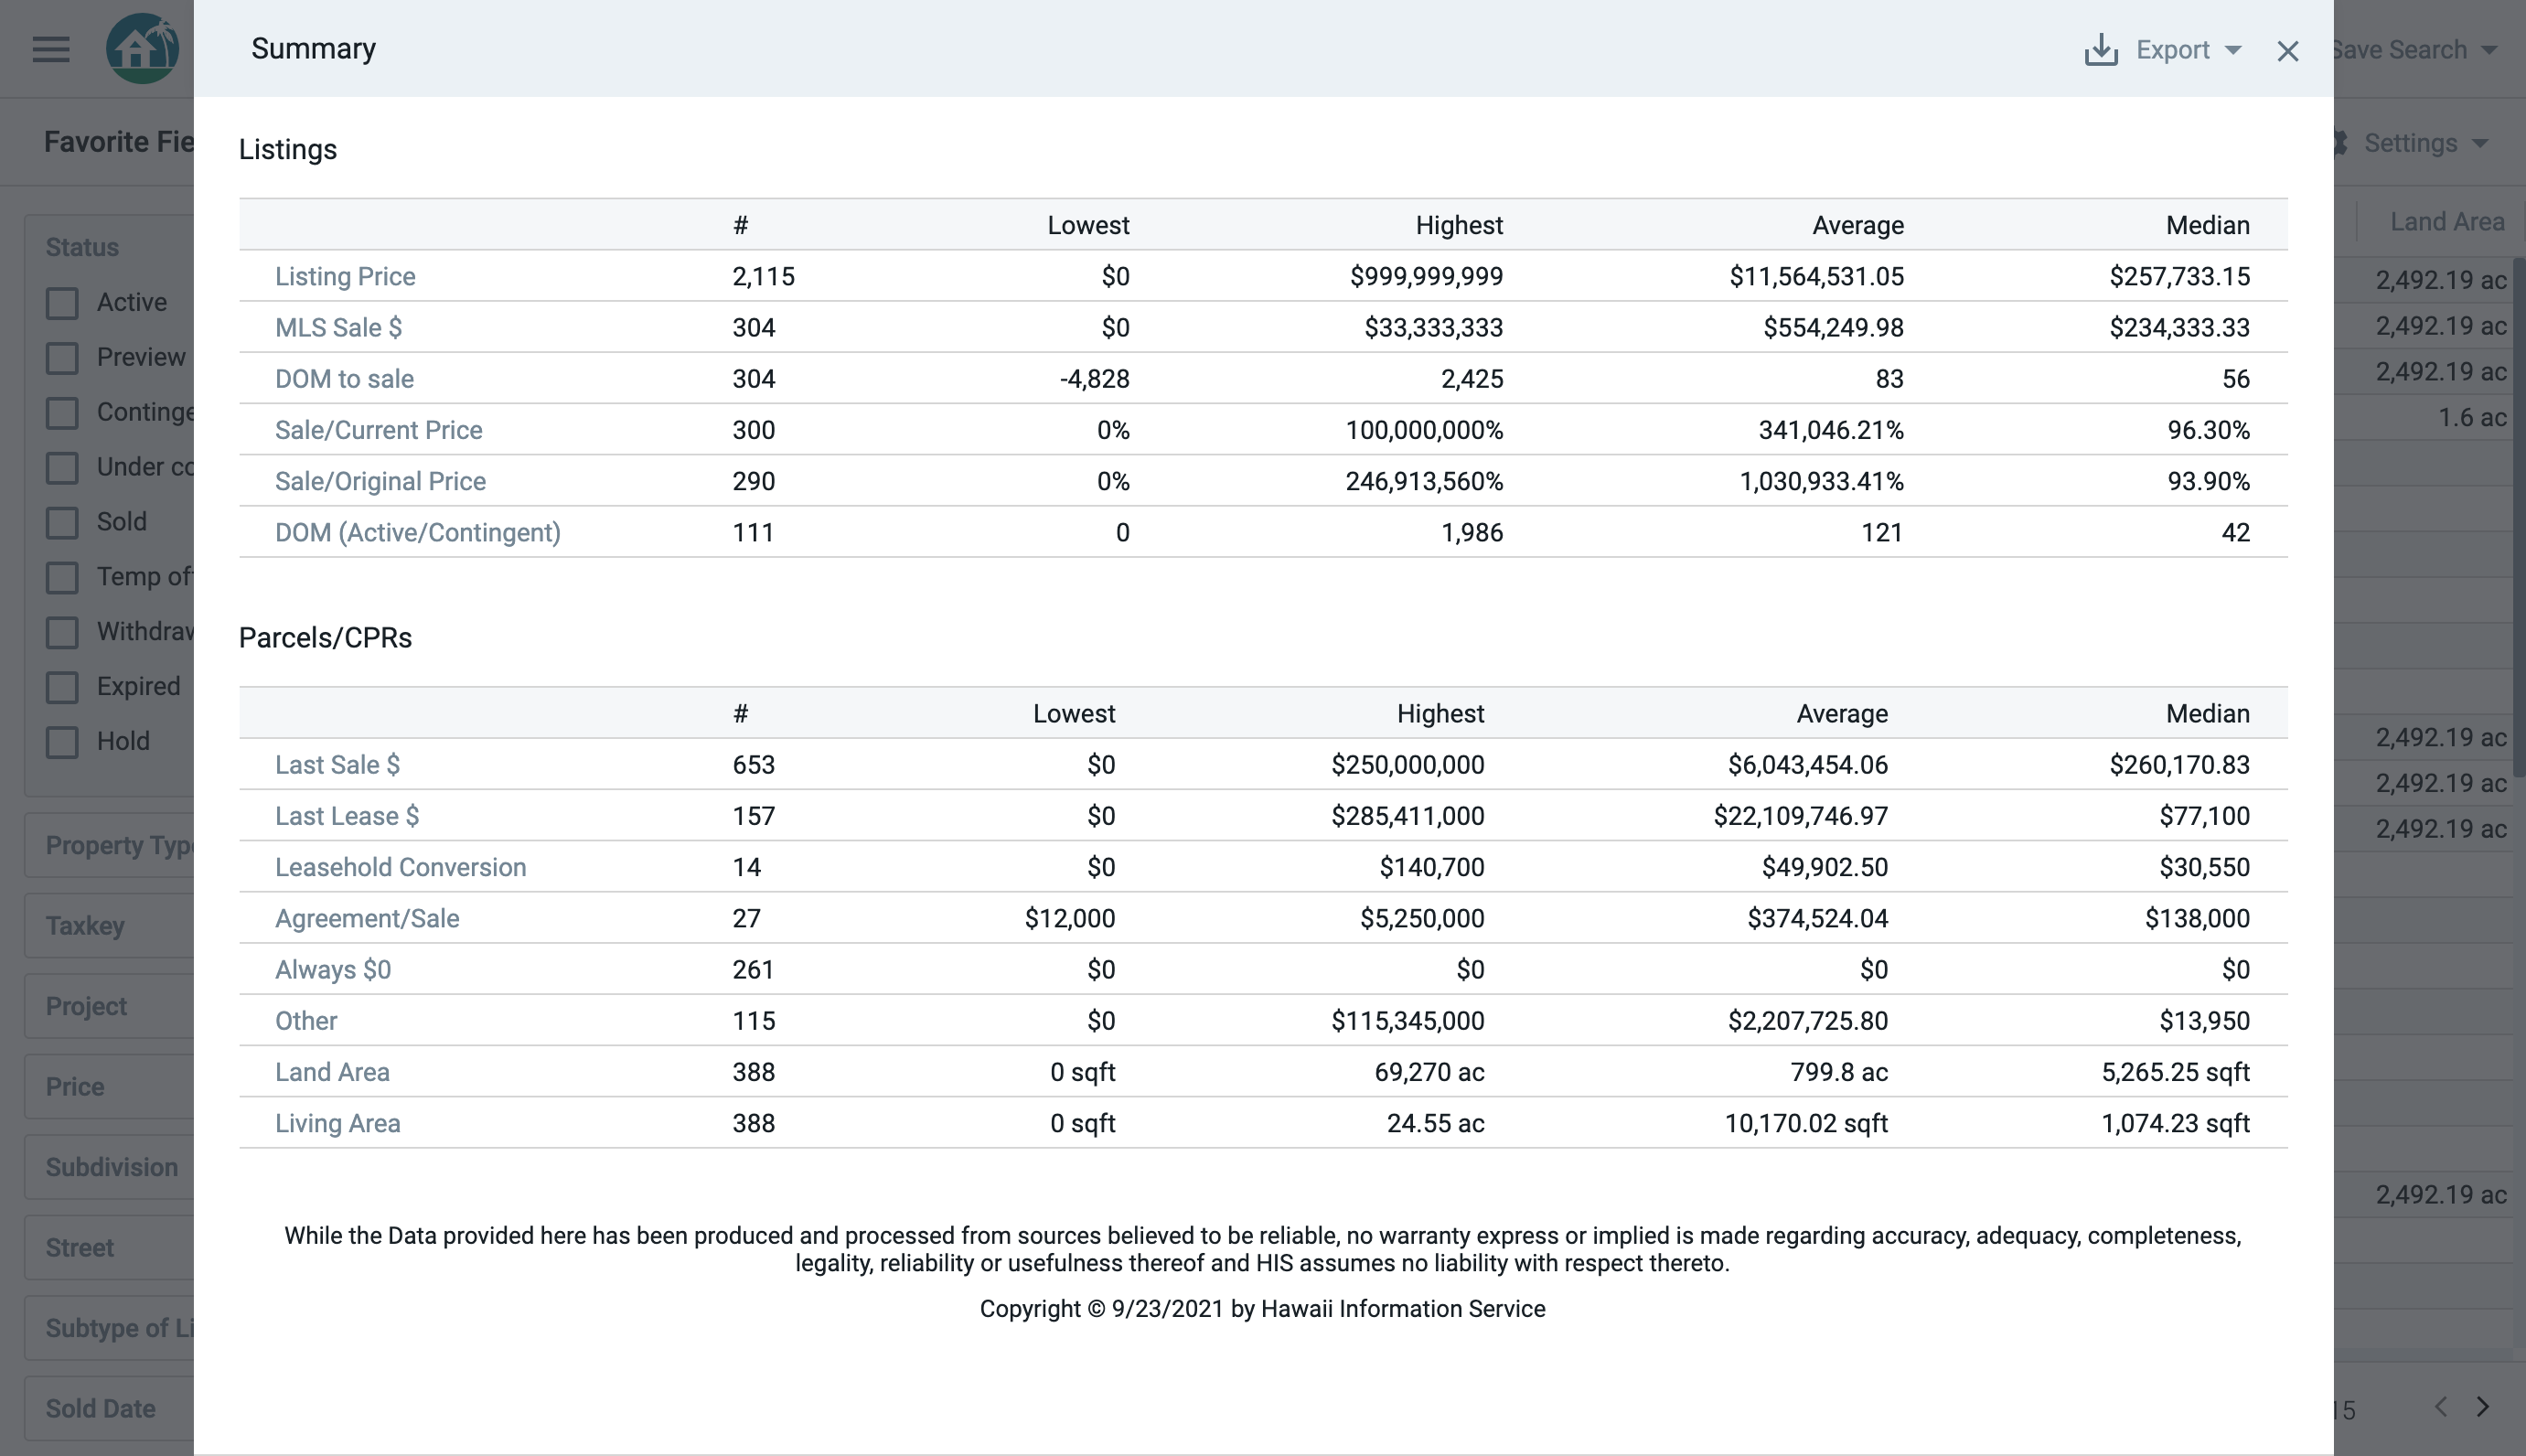 Summary
Export
Save Search
Favorite Fie
Settings
Listings
# Lowest Highest Average Median
Listing Price 2,115 $0 $999,999,999 $11,564,531.05 $257,733.15
MLS Sale $ 304 $0 $33,333,333 $554,249.98 $234,333.33
DOM to sale 304 -4,828 2,425 83 56
Sale/Current Price 300 0% 100,000,000% 341,046.21% 96.30%
Sale/Original Price 290 0% 246,913,560% 1,030,933.41% 93.90%
DOM (Active/Contingent) 111 0 1,986 121 42
Parcels/CPRs
# Lowest Highest Average Median
Last Sale $ 653 $0 $250,000,000 $6,043,454.06 $260,170.83
Last Lease $ 157 $0 $285,411,000 $22,109,746.97 $77,100
Leasehold Conversion 14 $0 $140,700 $49,902.50 $30,550
Agreement/Sale 27 $12,000 $5,250,000 $374,524.04 $138,000
Always $0 261 $0 $0 $0 $0
Other 115 $0 $115,345,000 $2,207,725.80 $13,950
Land Area 388 0 sqft 69,270 ac 799.8 ac 5,265.25 sqft
Living Area 388 0 sqft 24.55 ac 10,170.02 sqft 1,074.23 sqft
While the Data provided here has been produced and processed from sources believed to be reliable, no warranty express or implied is made regarding accuracy, adequacy, completeness,
legality, reliability or usefulness thereof and HIS assumes no liability with respect thereto.
Copyright © 9/23/2021 by Hawaii Information Service
Status
Active
Preview
Continge
Under co
Sold
Temp of
Withdraw
Expired
Hold
Property Type
Taxkey
Project
Price
Subdivision
Street
Subtype of Li
Sold Date
Land Area
2,492.19 ac
2,492.19 ac
2,492.19 ac
1.6 ac
2,492.19 ac
2,492.19 ac
2,492.19 ac
2,492.19 ac
15